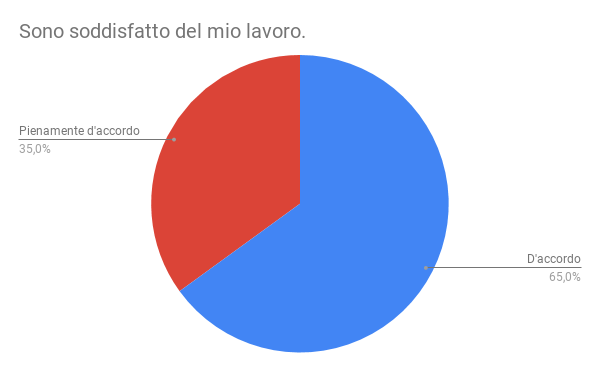 Sono soddisfatto del mio lavoro.
Pienamente d'accordo
35,0%
D'accordo
65,0%